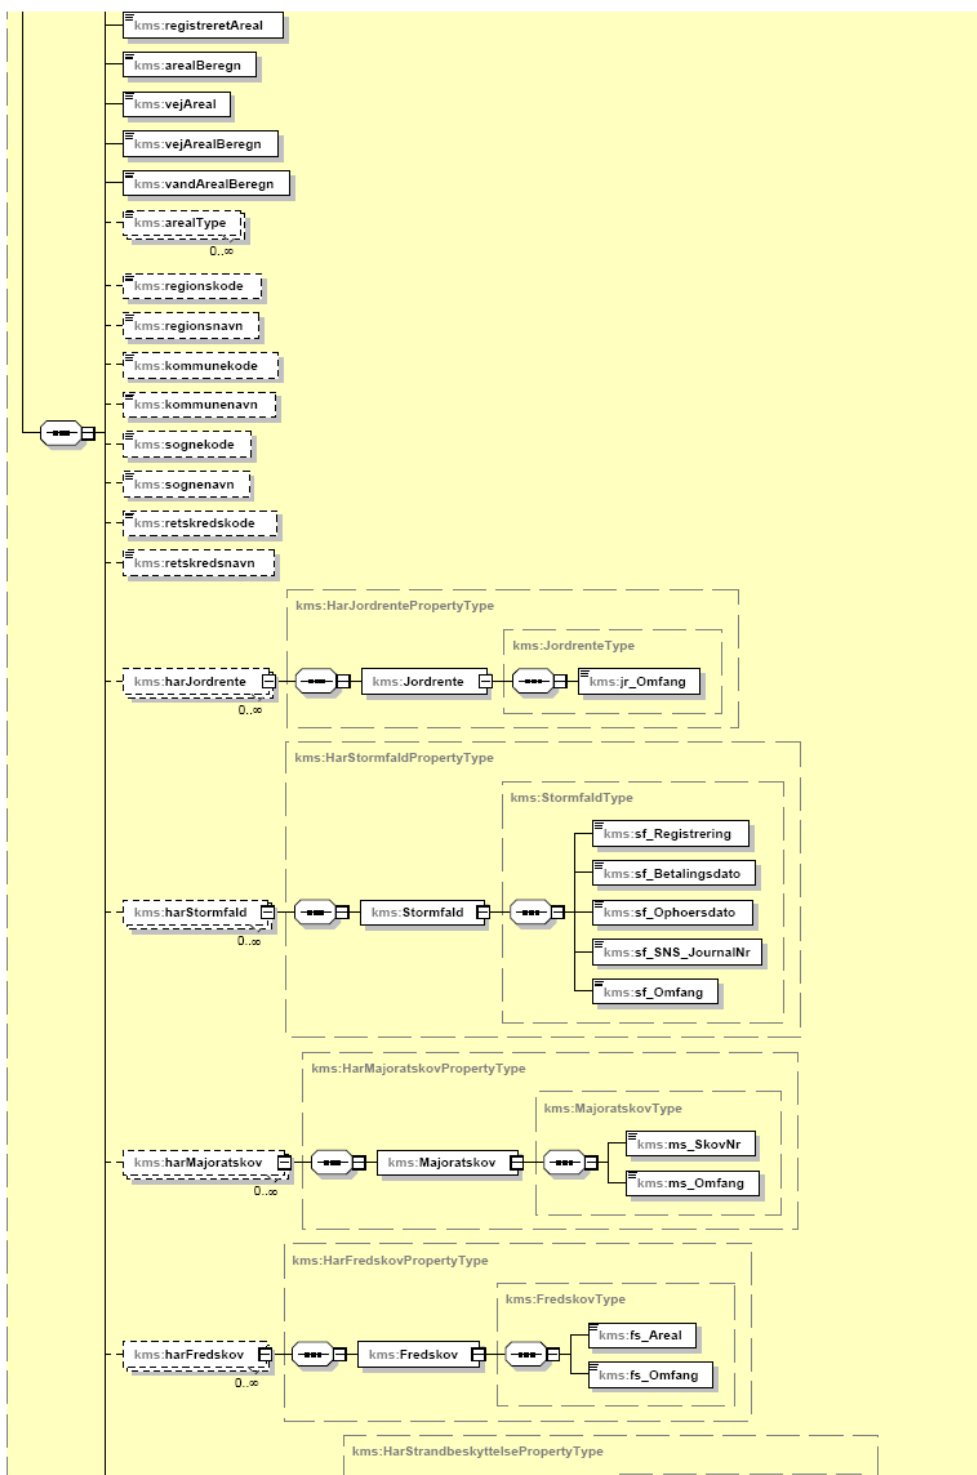 kms:registreretAreal
kms:arealBeregn
kms:vejAreal
kms:vejArealBeregn
kms:vandArealBeregn
kms:arealType
0..∞
kms:regionskode
kms:regionsnavn
kms:kommunekode
kms:kommunenavn
kms:sognekode
kms:sognenavn
kms:retskredskode
kms:retskredsnavn
kms:HarJordrentePropertyType
kms:JordrenteType
kms:harJordrente
kms:Jordrente
kms:jr_Omfang
0..∞
kms:HarStormfaldPropertyType
kms:StormfaldType
kms:sf_Registrering
kms:sf_Betalingsdato
kms:harStormfald
kms:Stormfald
kms:sf_Ophoersdato
0..∞
kms:sf_SNS_JournalNr
kms:sf_Omfang
kms:HarMajoratskovPropertyType
kms:MajoratskovType
kms:ms_SkovNr
kms:harMajoratskov
kms:Majoratskov
kms:ms_Omfang
0..∞
kms:HarFredskovPropertyType
kms:FredskovType
kms:fs_Areal
kms:harFredskov
kms:Fredskov
kms:fs_Omfang
0..∞
kms:HarStrandbeskyttelsePropertyType